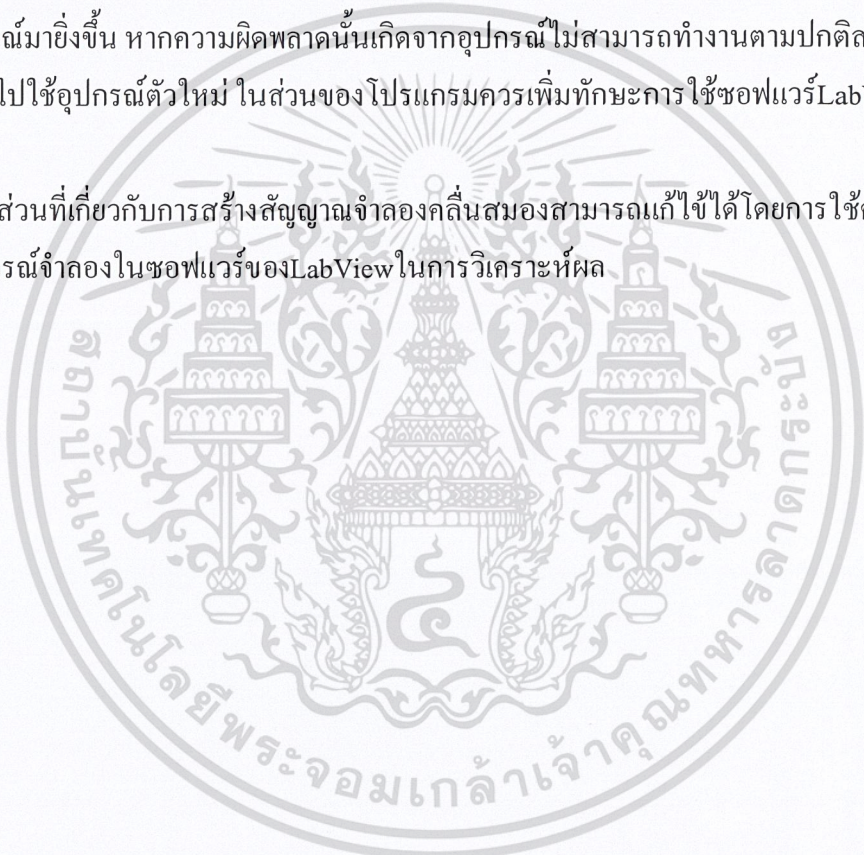 ณ์มายิ่งขึ้น หากความผิดพลาดนั้นเกิดจากอุปกรณ์ไม่สามารถทำงานตามปกติ
ไปใช้อุปกรณ์ตัวใหม่ ในส่วนของโปรแกรมควรเพิ่มทักษะการใช้ซอฟแวร์Lab
ส่วนที่เกี่ยวกับการสร้างสัญญาณจำลองคลื่นสมองสามารถแก้ไข้ได้โดยการใช้
รณ์จำลองในซอฟแวร์ของLabViewในการวิเคราะห์ผล
สถาบันเทคโนโลยีพระจอมเกล้าเจ้าคุณทหารลาดกระบัง